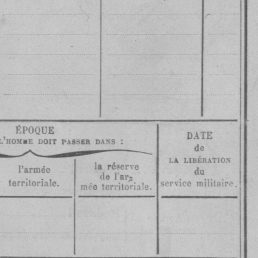 ÉPOQUE
L'HOMME DOIT PASSER DANS :
l'armée
territoriale.
la réserve
de l'ar-
mée territoriale.
DATE
de
LA LIBÉRATION
du
service militaire.